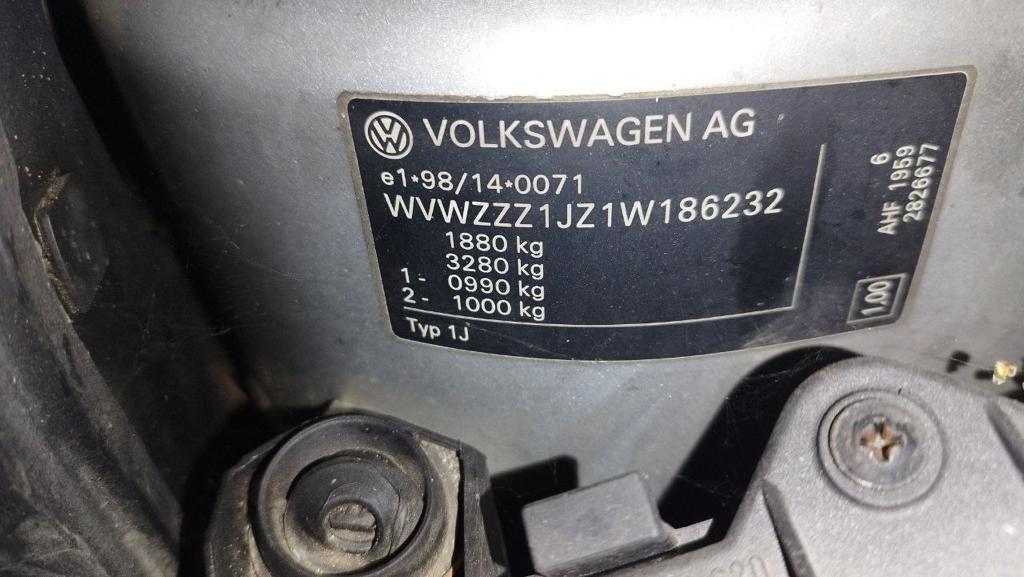 VOLKSWAGEN AG
e1*98/14*0071
WVWZZZ1JZ1W186232
1880 kg
3280 kg
1 - 0990 kg
2 - 1000 kg
Typ 1J
6
AHF 1959
2826677
1,00